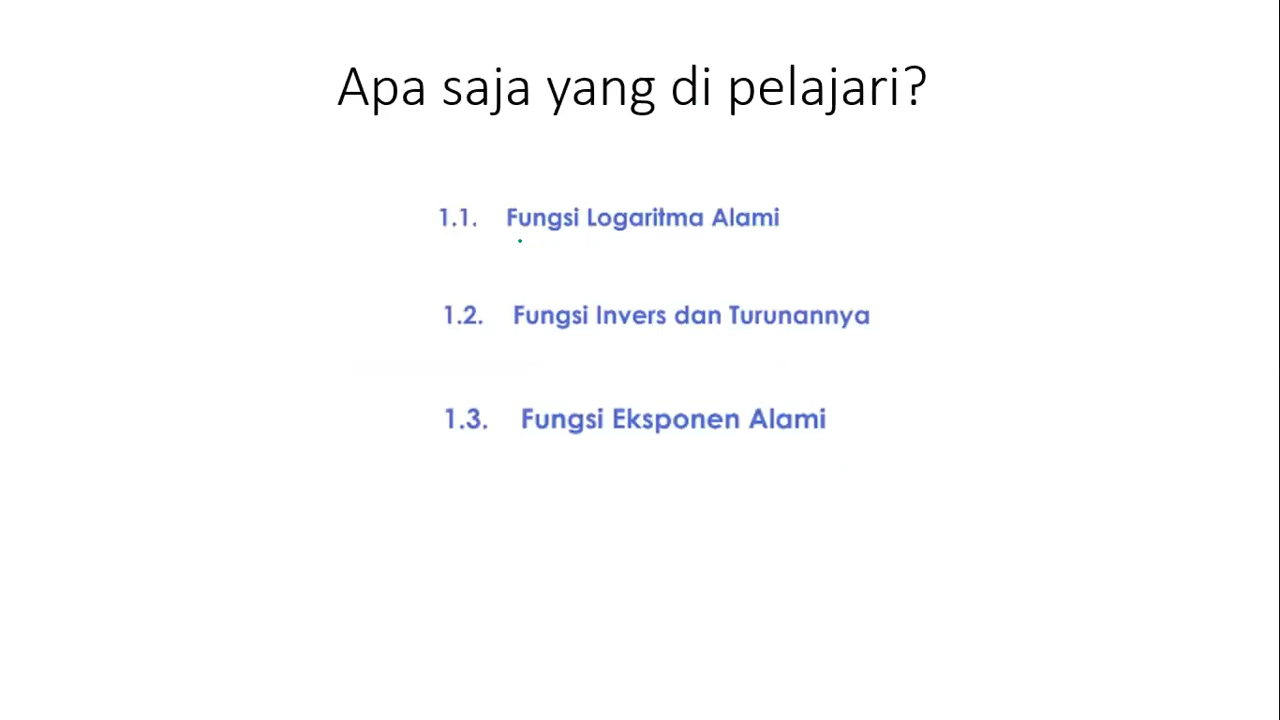 Apa saja yang di pelajari?
1.1. Fungsi Logaritma Alami
1.2. Fungsi Invers dan Turunannya
1.3. Fungsi Eksponen Alami